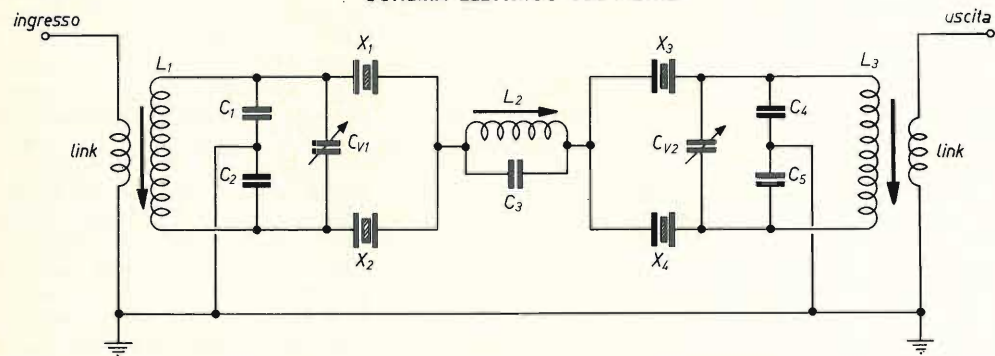 ingresso
uscita
X1
X3
L1
L3
C1
CV1
L2
CV2
C4
link
C2
C3
C5
link
X2
X4